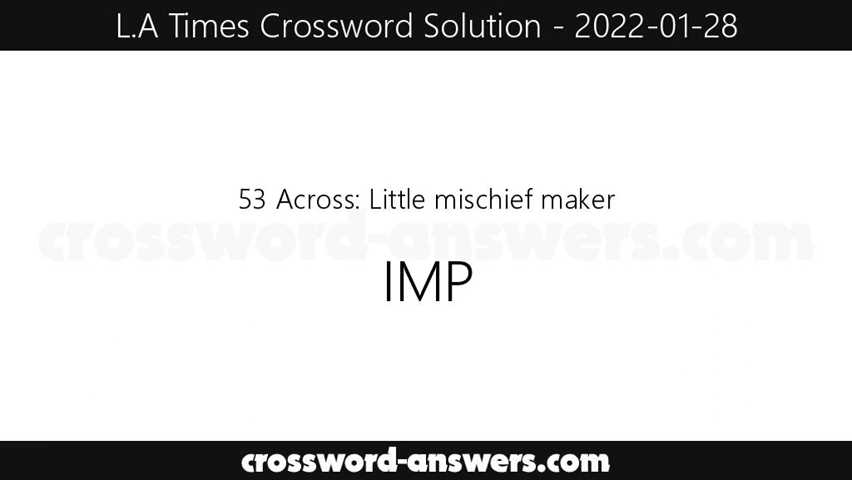 L.A Times Crossword Solution - 2022-01-28
53 Across: Little mischief maker
crossword-answers.com
IMP
crossword-answers.com